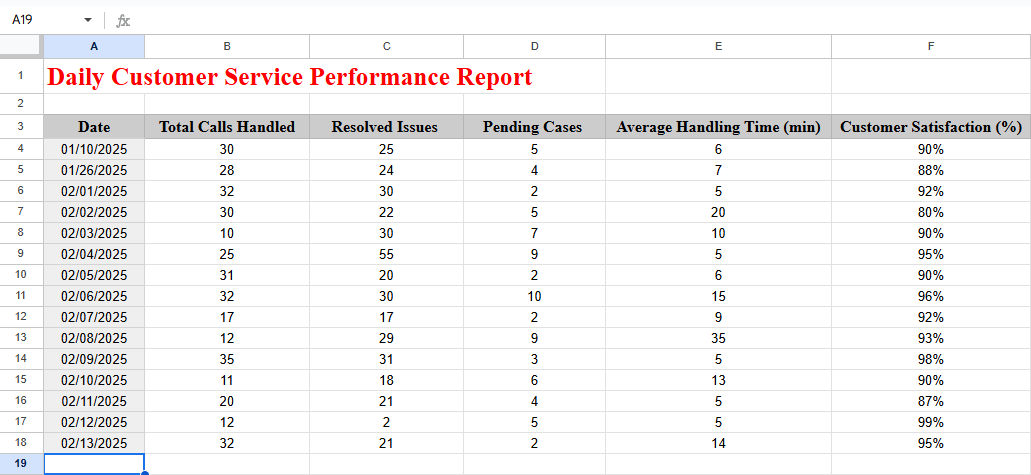 A19 fx
A B C D E F
1 Daily Customer Service Performance Report
2
3 Date Total Calls Handled Resolved Issues Pending Cases Average Handling Time (min) Customer Satisfaction (%)
4 01/10/2025 30 25 5 6 90%
5 01/26/2025 28 24 4 7 88%
6 02/01/2025 32 30 2 5 92%
7 02/02/2025 30 22 5 20 80%
8 02/03/2025 10 30 7 10 90%
9 02/04/2025 25 55 9 5 95%
10 02/05/2025 31 20 2 6 90%
11 02/06/2025 32 30 10 15 96%
12 02/07/2025 17 17 2 9 92%
13 02/08/2025 12 29 9 35 93%
14 02/09/2025 35 31 3 5 98%
15 02/10/2025 11 18 6 13 90%
16 02/11/2025 20 21 4 5 87%
17 02/12/2025 12 2 5 5 99%
18 02/13/2025 32 21 2 14 95%
19